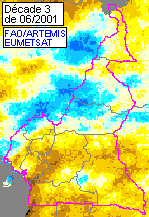 Décade 3
de 06/2001
FAO/ARTEMIS
EUMETSAT